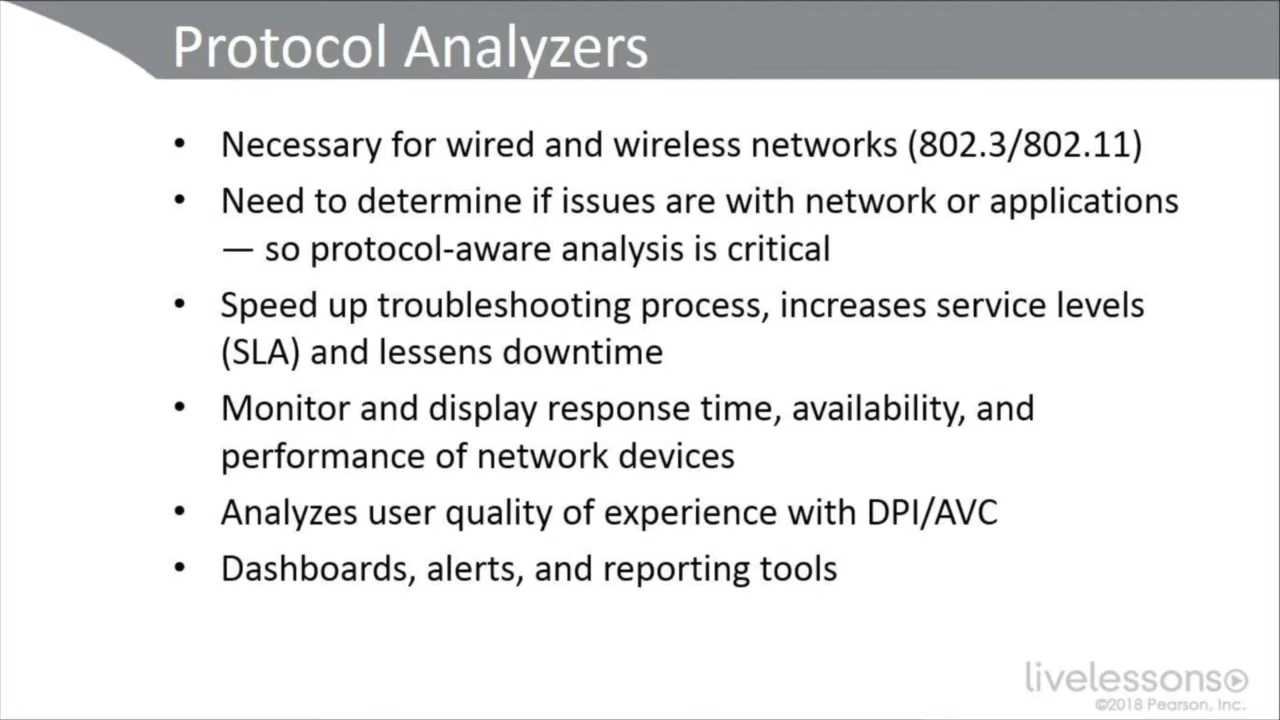 Protocol Analyzers
• Necessary for wired and wireless networks (802.3/802.11)
• Need to determine if issues are with network or applications
— so protocol-aware analysis is critical
• Speed up troubleshooting process, increases service levels
(SLA) and lessens downtime
• Monitor and display response time, availability, and
performance of network devices
• Analyzes user quality of experience with DPI/AVC
• Dashboards, alerts, and reporting tools
livelessons
©2018 Pearson, Inc.